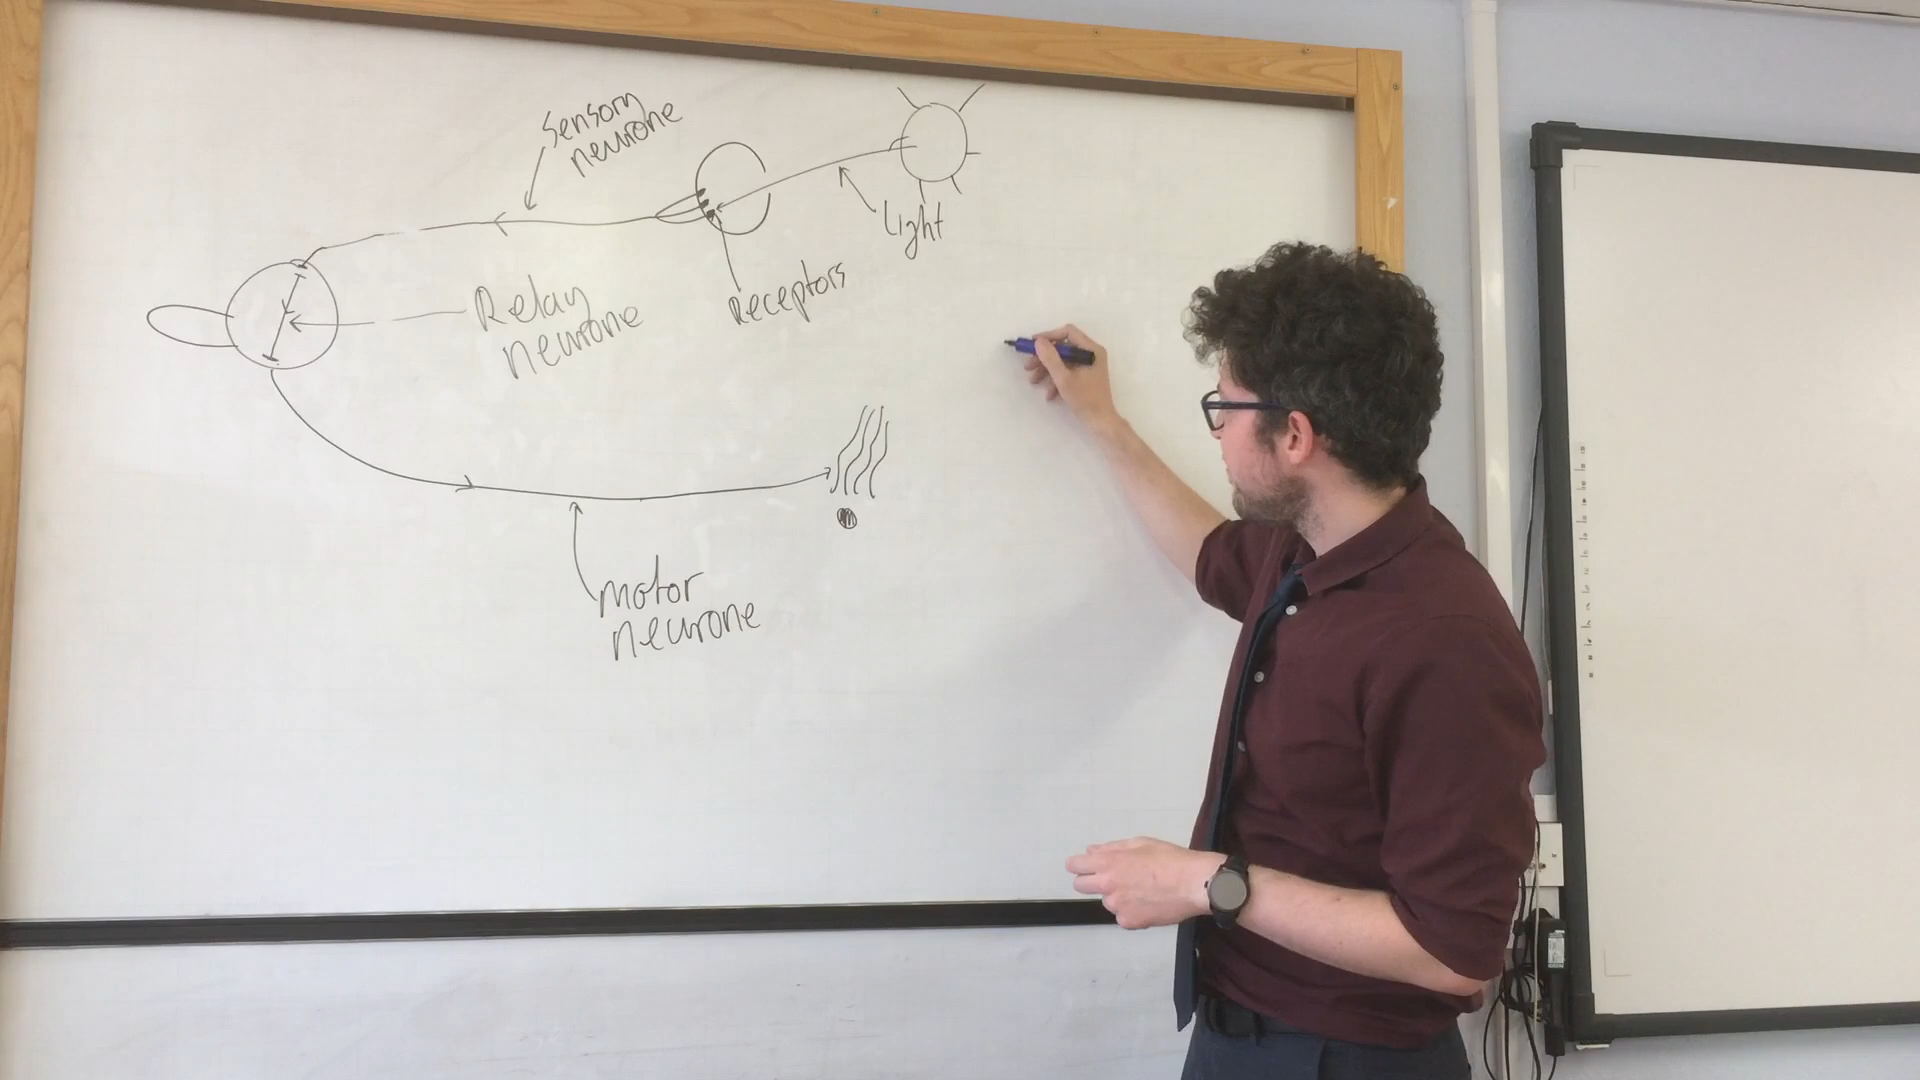 Sensory
neurone
Light
Receptors
Relay
neurone
motor
neurone